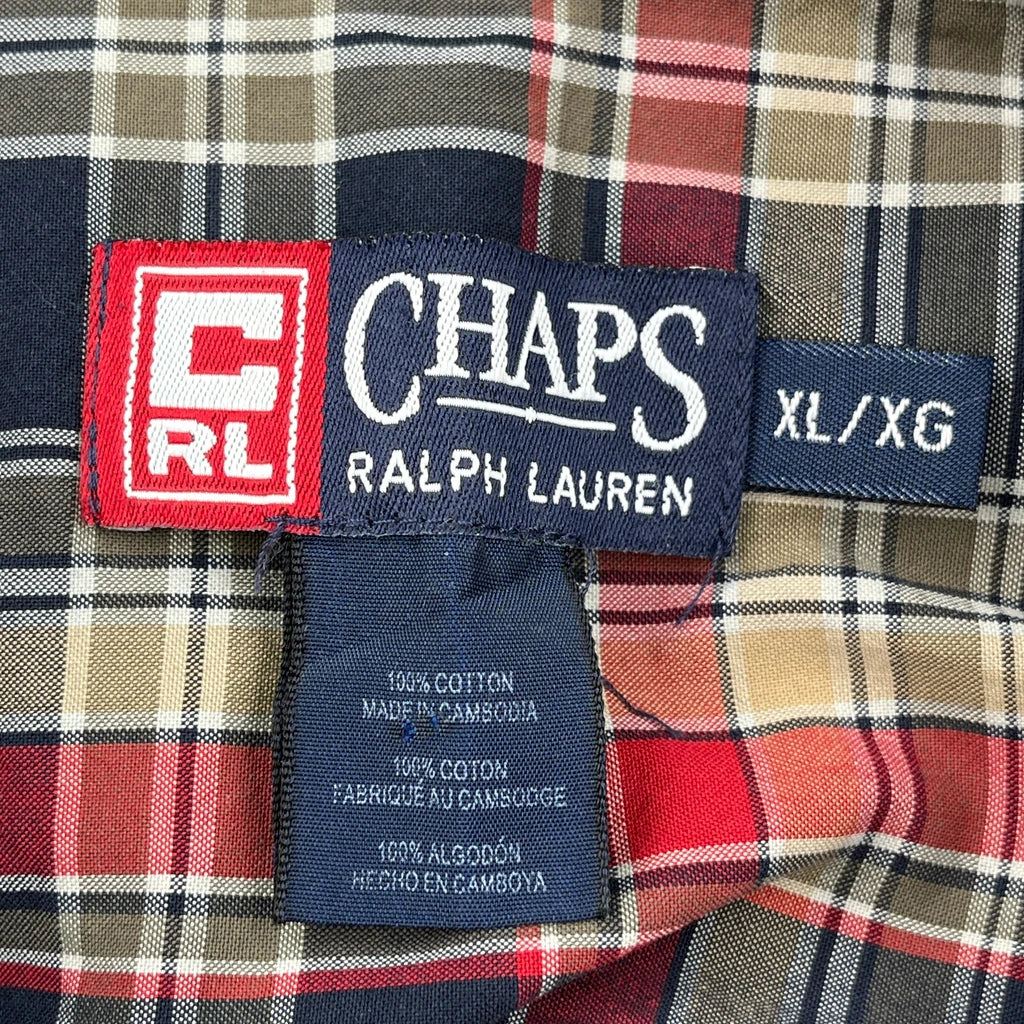 C
RL
CHAPS
RALPH LAUREN
XL/XG
100% COTTON
MADE IN CAMBODIA
100% COTON
FABRIQUÉ AU CAMBODGE
100% ALGODÓN
HECHO EN CAMBOYA